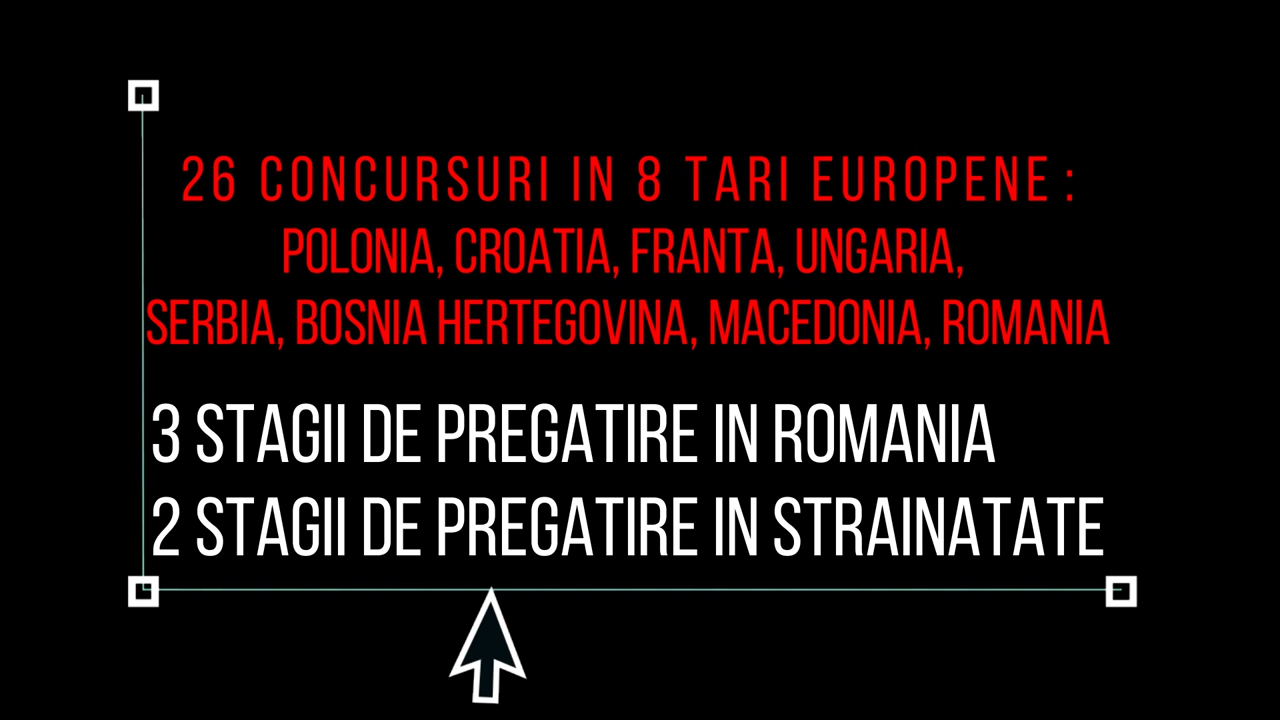 26 CONCURSURI IN 8 TARI EUROPENE :
POLONIA, CROATIA, FRANTA, UNGARIA,
SERBIA, BOSNIA HERTEGOVINA, MACEDONIA, ROMANIA
3 STAGII DE PREGATIRE IN ROMANIA
2 STAGII DE PREGATIRE IN STRAINATATE